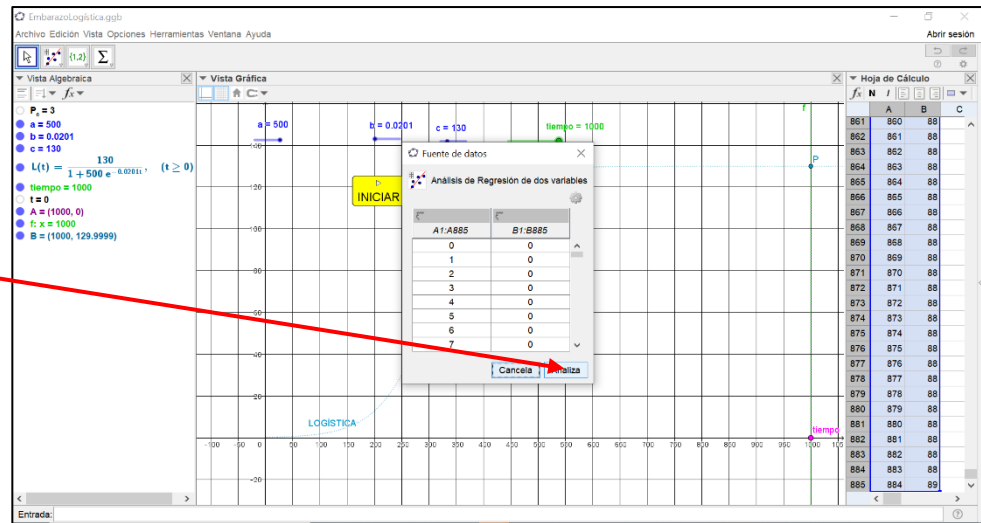 EmbarazoLogística.ggb
Archivo Edición Vista Opciones Herramientas Ventana Ayuda
Abrir sesión
{1,2} Σ
Vista Algebraica
Vista Gráfica
Hoja de Cálculo
fx
fx N I
P = 3
a = 500
b = 0.0201
c = 130
L(t) = 130 / (1 + 500 e^(-0.0201t)), (t ≥ 0)
tiempo = 1000
t = 0
A = (1000, 0)
f: x = 1000
B = (1000, 129.9999)
a = 500
b = 0.0201
c = 130
tiempo = 1000
f
P
INICIAR
Fuente de datos
Análisis de Regresión de dos variables
A1:A885 B1:B885
0 0
1 0
2 0
3 0
4 0
5 0
6 0
7 0
Cancela
Analiza
LOGÍSTICA
tiempo
A B C
861 860 88
862 861 88
863 862 88
864 863 88
865 864 88
866 865 88
867 866 88
868 867 88
869 868 88
870 869 88
871 870 88
872 871 88
873 872 88
874 873 88
875 874 88
876 875 88
877 876 88
878 877 88
879 878 88
880 879 88
881 880 88
882 881 88
883 882 88
884 883 88
885 884 89
Entrada: